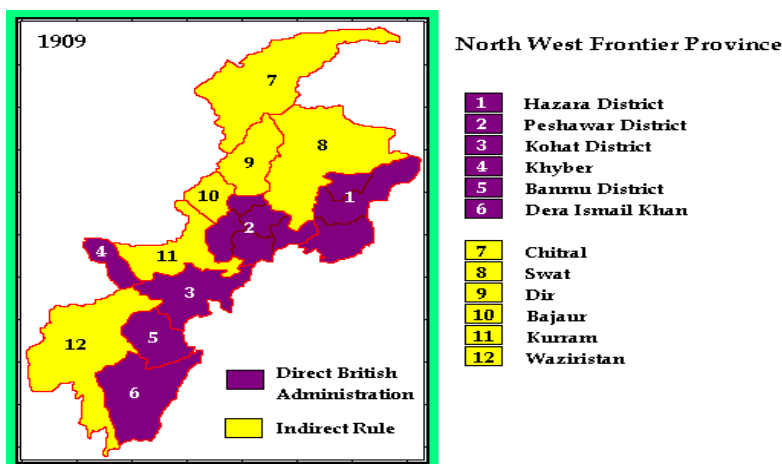 1909
7
8
9
10
1
2
11
4
3
12
5
6
Direct British
Administration
Indirect Rule
North West Frontier Province
1 Hazara District
2 Peshawar District
3 Kohat District
4 Khyber
5 Banmu District
6 Dera Ismail Khan
7 Chitral
8 Swat
9 Dir
10 Bajaur
11 Kurram
12 Waziristan